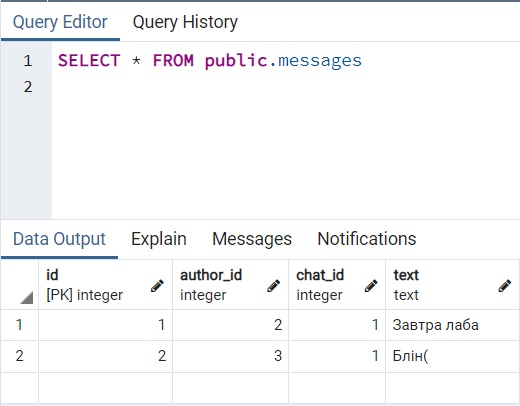 Query Editor Query History
1 SELECT * FROM public.messages
2
Data Output Explain Messages Notifications
id author_id chat_id text
[PK] integer integer integer text
1 1 2 1 Завтра лаба
2 2 3 1 Блін(